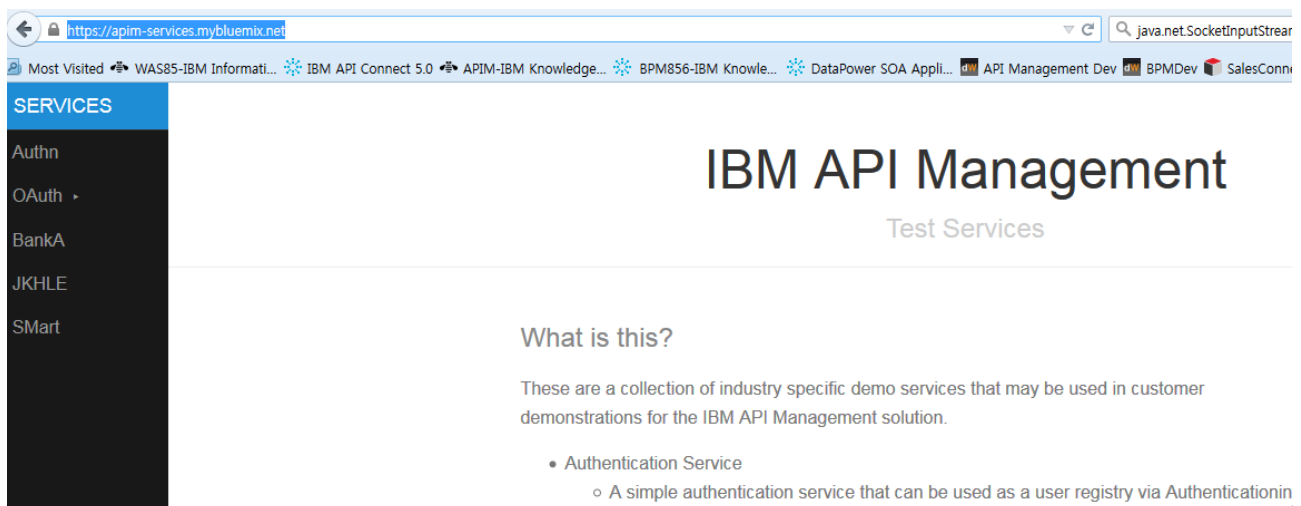 https://apim-services.mybluemix.net
java.net.SocketInputStrear
Most Visited WAS85-IBM Informati... IBM API Connect 5.0 APIM-IBM Knowledge... BPM856-IBM Knowle... DataPower SOA Appli... dW API Management Dev dW BPMDev SalesConne
SERVICES
Authn
OAuth ▸
BankA
JKHLE
SMart
IBM API Management
Test Services
What is this?
These are a collection of industry specific demo services that may be used in customer
demonstrations for the IBM API Management solution.
• Authentication Service
○ A simple authentication service that can be used as a user registry via Authenticationin